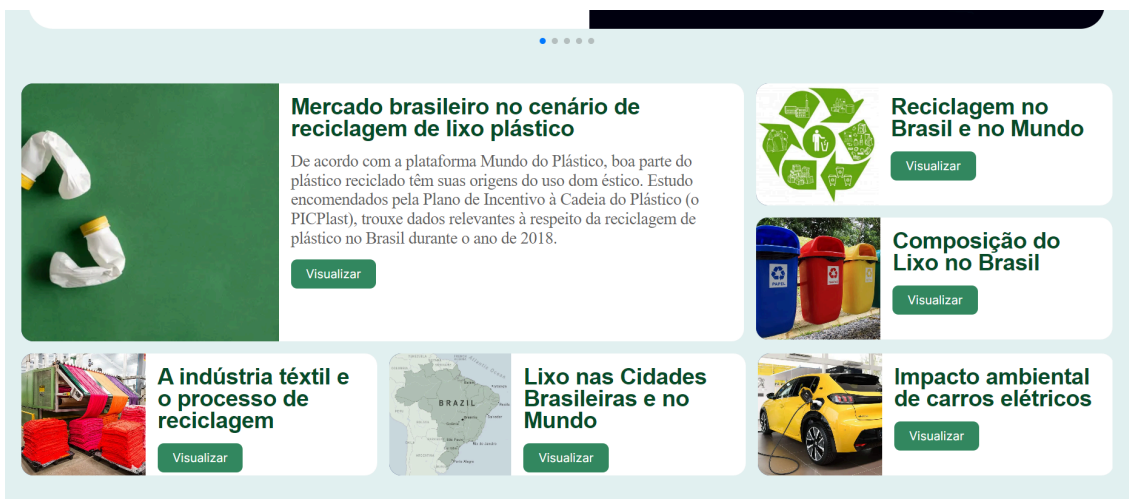 Mercado brasileiro no cenário de
reciclagem de lixo plástico
De acordo com a plataforma Mundo do Plástico, boa parte do
plástico reciclado têm suas origens do uso dom éstico. Estudo
encomendados pela Plano de Incentivo à Cadeia do Plástico (o
PICPlast), trouxe dados relevantes à respeito da reciclagem de
plástico no Brasil durante o ano de 2018.
Visualizar
Reciclagem no
Brasil e no Mundo
Visualizar
PAPEL
Composição do
Lixo no Brasil
Visualizar
A indústria téxtil e
o processo de
reciclagem
Visualizar
BRAZIL
Lixo nas Cidades
Brasileiras e no
Mundo
Visualizar
Impacto ambiental
de carros elétricos
Visualizar